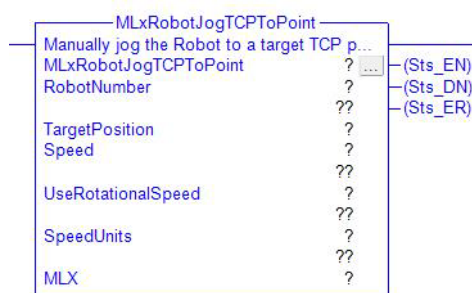 MLxRobotJogTCPToPoint
Manually jog the Robot to a target TCP p...
MLxRobotJogTCPToPoint ? ... (Sts_EN)
RobotNumber ? (Sts_DN)
?? (Sts_ER)
TargetPosition ?
Speed ?
??
UseRotationalSpeed ?
??
SpeedUnits ?
??
MLX ?